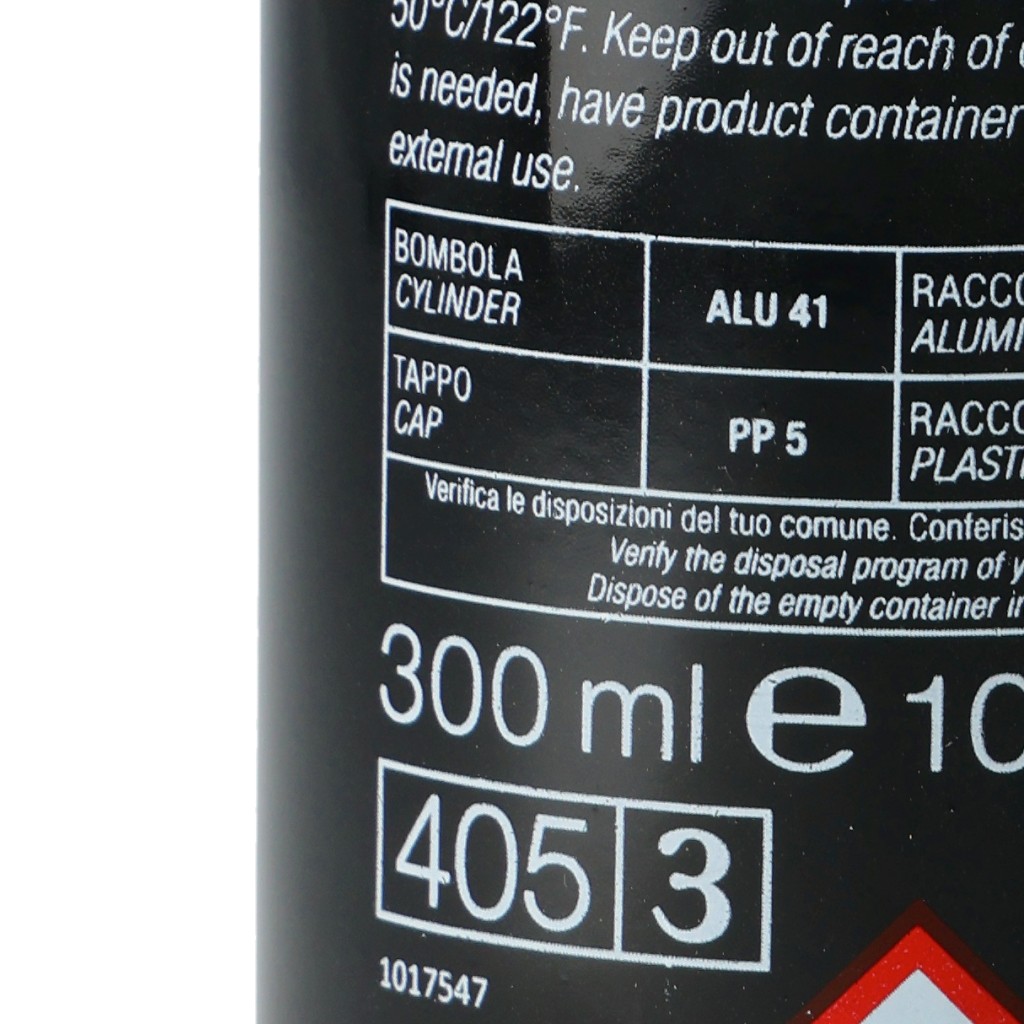 50°C/122°F. Keep out of reach of
is needed, have product container
external use.
BOMBOLA
CYLINDER
ALU 41
TAPPO
CAP
PP 5
Verifica le disposizioni del tuo comune.
Verify the disposal program of
Dispose of the empty container
300 ml e 10
405 3
1017547